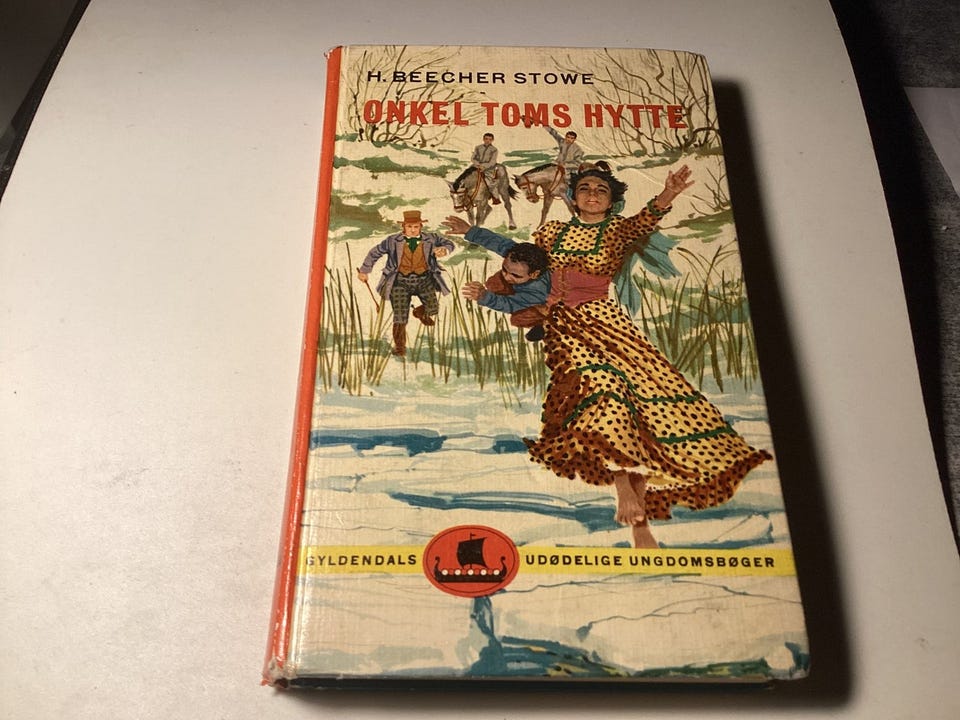 H. BEECHER STOWE
ONKEL TOMS HYTTE
GYLDENDALS UDØDELIGE UNGDOMSBØGER